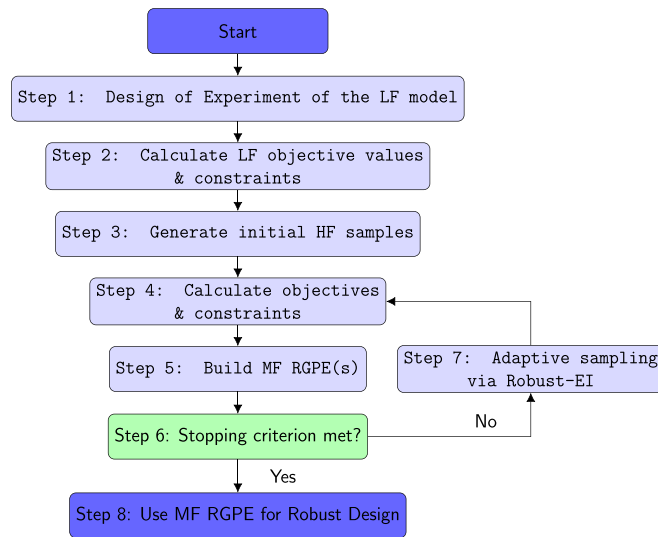 Start
Step 1: Design of Experiment of the LF model
Step 2: Calculate LF objective values
& constraints
Step 3: Generate initial HF samples
Step 4: Calculate objectives
& constraints
Step 5: Build MF RGPE(s)
Step 7: Adaptive sampling
via Robust-EI
Step 6: Stopping criterion met?
No
Yes
Step 8: Use MF RGPE for Robust Design